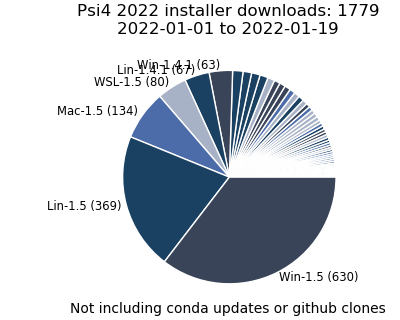 Psi4 2022 installer downloads: 1779
2022-01-01 to 2022-01-19
Win-1.4.1 (63)
Lin-1.4.1 (67)
WSL-1.5 (80)
Mac-1.5 (134)
Lin-1.5 (369)
Win-1.5 (630)
Not including conda updates or github clones